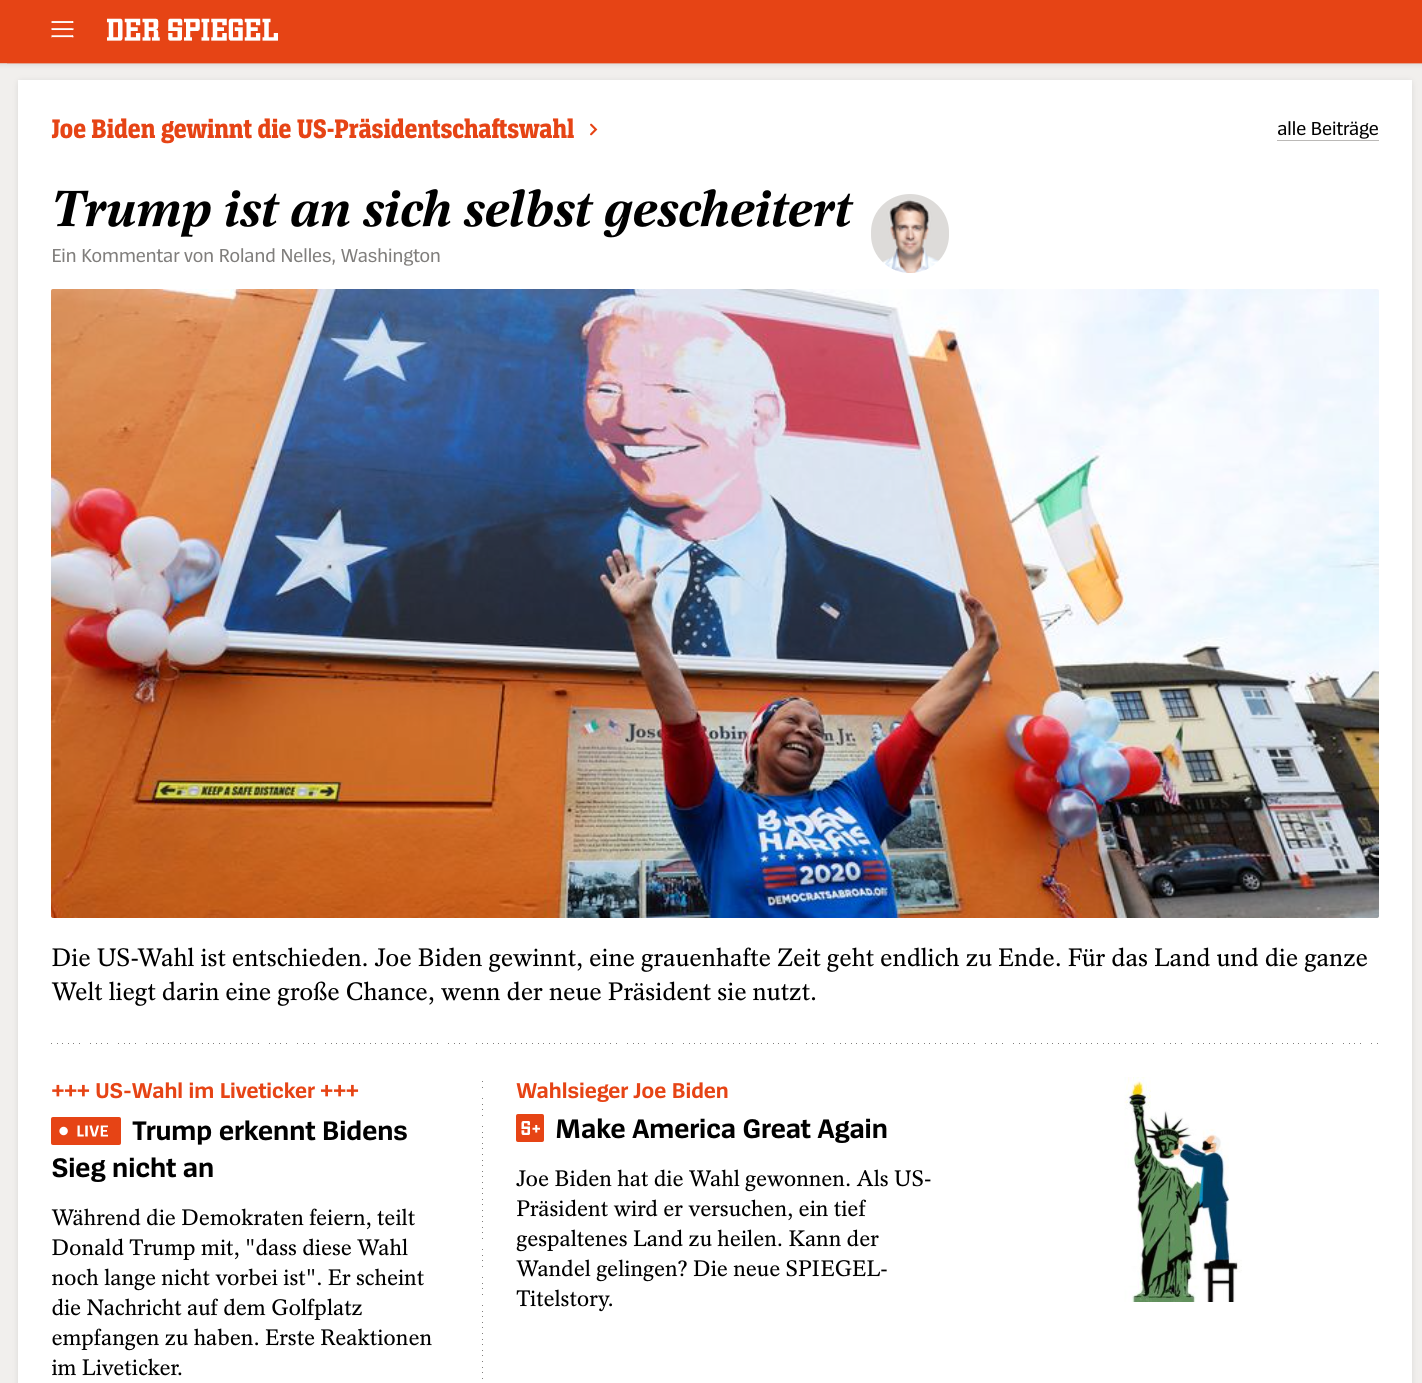 DER SPIEGEL
Joe Biden gewinnt die US-Präsidentschaftswahl
alle Beiträge
Trump ist an sich selbst gescheitert
Ein Kommentar von Roland Nelles, Washington
KEEP A SAFE DISTANCE
Jr.
BIDEN
HARRIS
2020
DEMOCRATSABROAD.OR
Die US-Wahl ist entschieden. Joe Biden gewinnt, eine grauenhafte Zeit geht endlich zu Ende. Für das Land und die ganze
Welt liegt darin eine große Chance, wenn der neue Präsident sie nutzt.
+++ US-Wahl im Liveticker +++
LIVE Trump erkennt Bidens
Sieg nicht an
Während die Demokraten feiern, teilt
Donald Trump mit, "dass diese Wahl
noch lange nicht vorbei ist". Er scheint
die Nachricht auf dem Golfplatz
empfangen zu haben. Erste Reaktionen
im Liveticker.
Wahlsieger Joe Biden
S+ Make America Great Again
Joe Biden hat die Wahl gewonnen. Als US-
Präsident wird er versuchen, ein tief
gespaltenes Land zu heilen. Kann der
Wandel gelingen? Die neue SPIEGEL-
Titelstory.